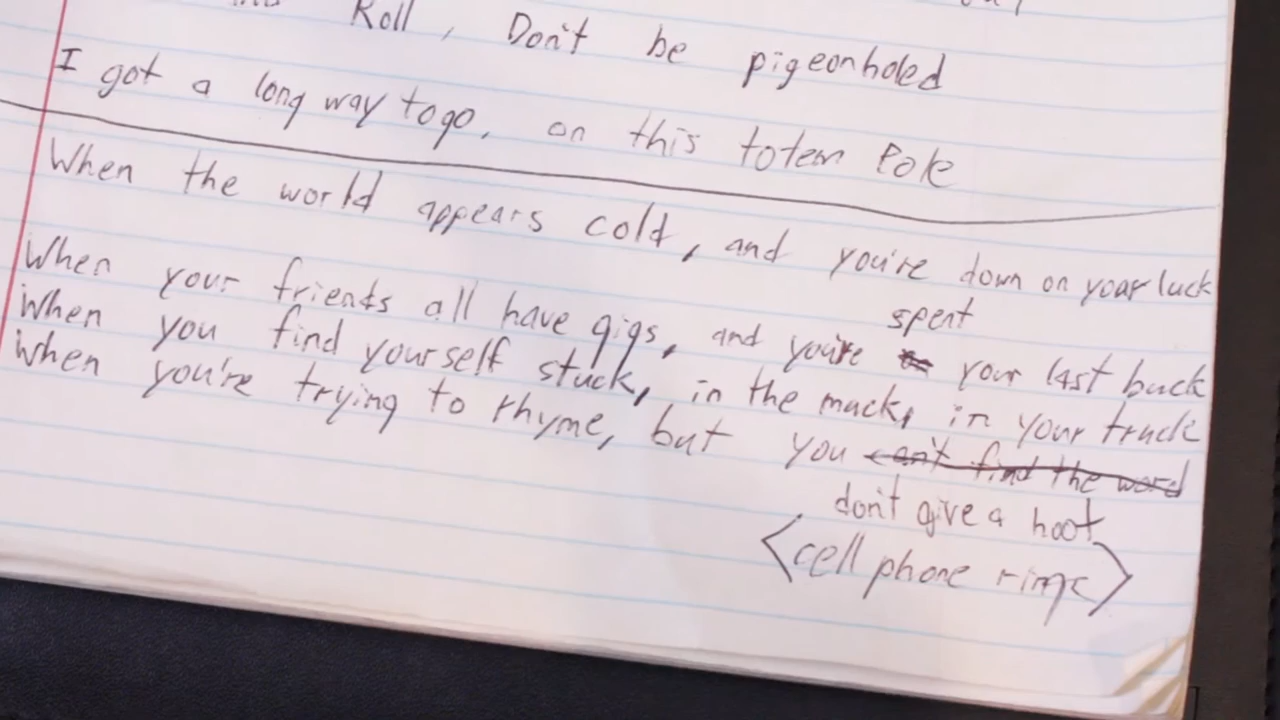 Roll, Don't be pigeonholed
I got a long way to go, on this totem Pole
When the world appears cold, and you're down on your luck
spent
When your friends all have gigs, and you're your last buck
When you find yourself stuck, in the muck, in your truck
When you're trying to rhyme, but you can't find the word
don't give a hoot
<cell phone rings>